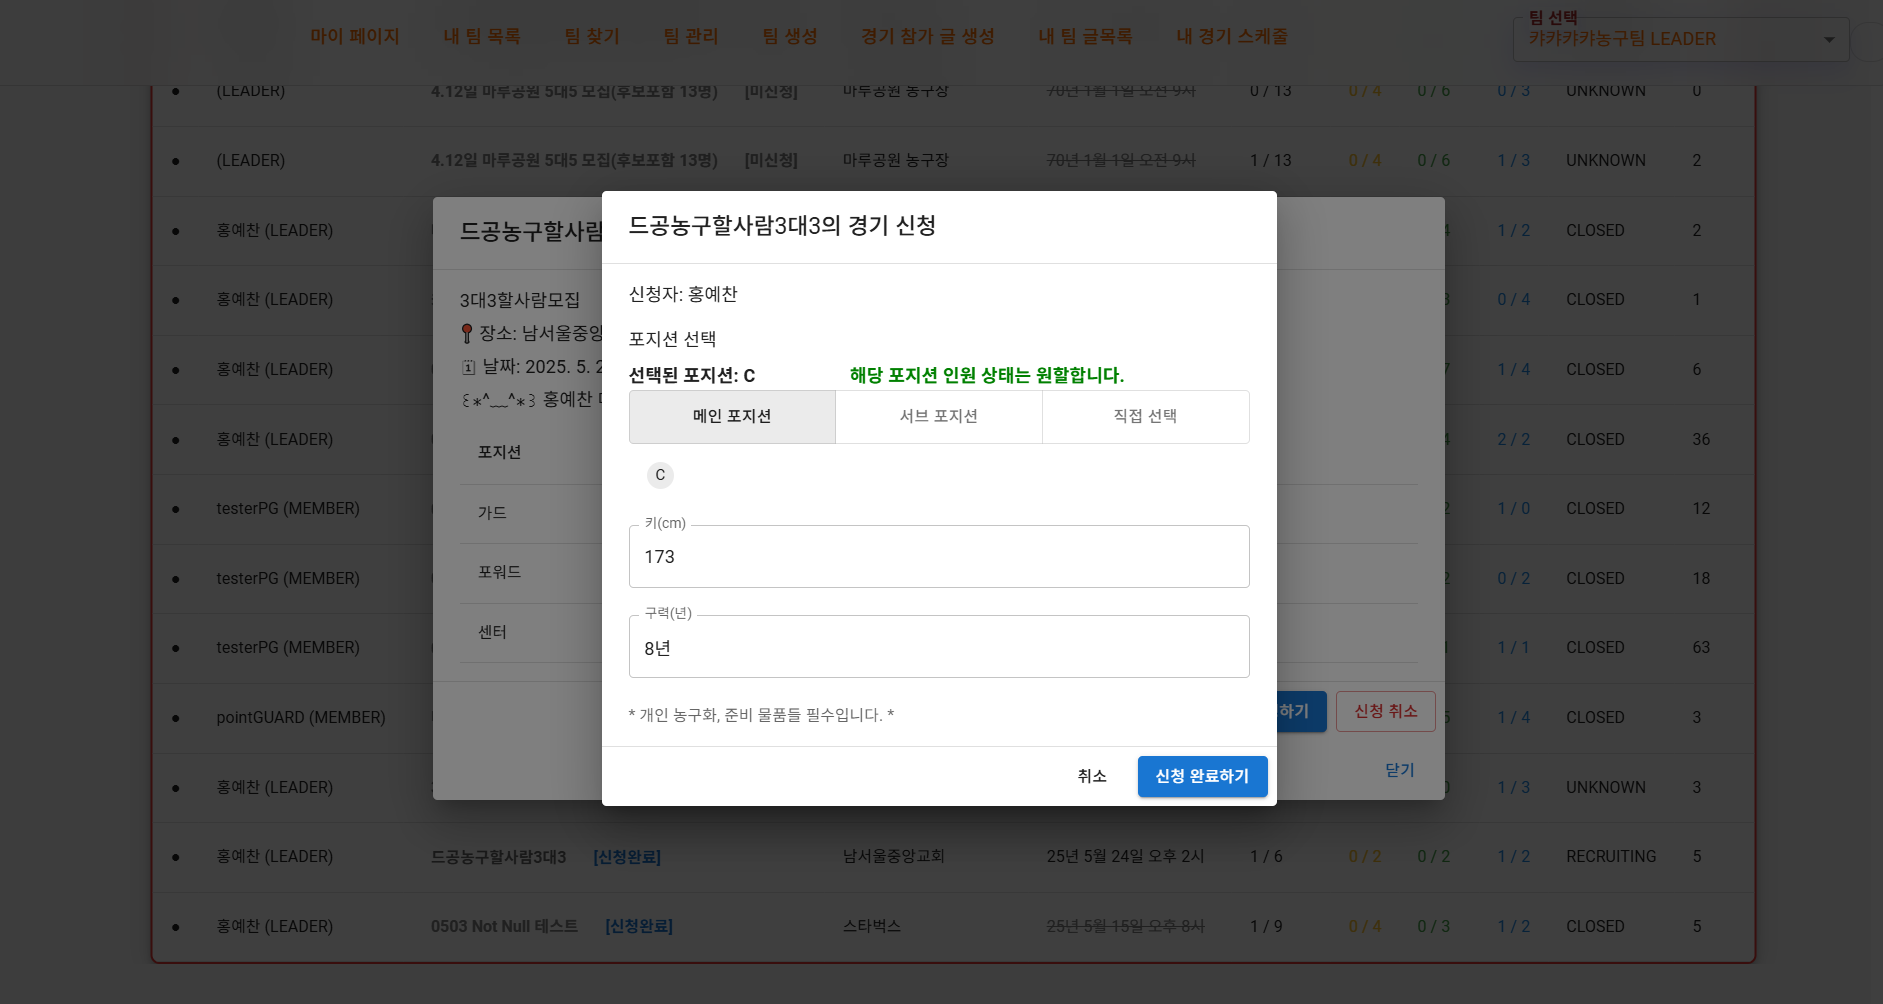 마이 페이지 내 팀 목록 팀 찾기 팀 관리 팀 생성 경기 참가 글 생성 내 팀 글목록 내 경기 스케줄
팀 선택
캬캬캬캬농구팀 LEADER
● (LEADER) 4.12일 마루공원 5대5 모집(후보포함 13명) [미신청] 마루공원 농구장 70년 1월 1일 오전 9시 0 / 13 0 / 4 0 / 6 0 / 3 UNKNOWN 0
● (LEADER) 4.12일 마루공원 5대5 모집(후보포함 13명) [미신청] 마루공원 농구장 70년 1월 1일 오전 9시 1 / 13 0 / 4 0 / 6 1 / 3 UNKNOWN 2
● 홍예찬 (LEADER) 4 1 / 2 CLOSED 2
● 홍예찬 (LEADER) 3 0 / 4 CLOSED 1
● 홍예찬 (LEADER) 7 1 / 4 CLOSED 6
● 홍예찬 (LEADER) 4 2 / 2 CLOSED 36
● testerPG (MEMBER) 2 1 / 0 CLOSED 12
● testerPG (MEMBER) 2 0 / 2 CLOSED 18
● testerPG (MEMBER) 1 / 1 CLOSED 63
● pointGUARD (MEMBER) 1 / 4 CLOSED 3
● 홍예찬 (LEADER) 0 1 / 3 UNKNOWN 3
● 홍예찬 (LEADER) 드공농구할사람3대3 [신청완료] 남서울중앙교회 25년 5월 24일 오후 2시 1 / 6 0 / 2 0 / 2 1 / 2 RECRUITING 5
● 홍예찬 (LEADER) 0503 Not Null 테스트 [신청완료] 스타벅스 25년 5월 15일 오후 8시 1 / 9 0 / 4 0 / 3 1 / 2 CLOSED 5
드공농구할사람
3대3할사람모집
📍 장소: 남서울중앙
🗓 날짜: 2025. 5. 2
꒰⁎^﹏^⁎꒱ 홍예찬
포지션
가드
포워드
센터
하기 신청 취소
닫기
드공농구할사람3대3의 경기 신청
신청자: 홍예찬
포지션 선택
선택된 포지션: C 해당 포지션 인원 상태는 원할합니다.
메인 포지션 서브 포지션 직접 선택
C
키(cm)
173
구력(년)
8년
* 개인 농구화, 준비 물품들 필수입니다. *
취소 신청 완료하기